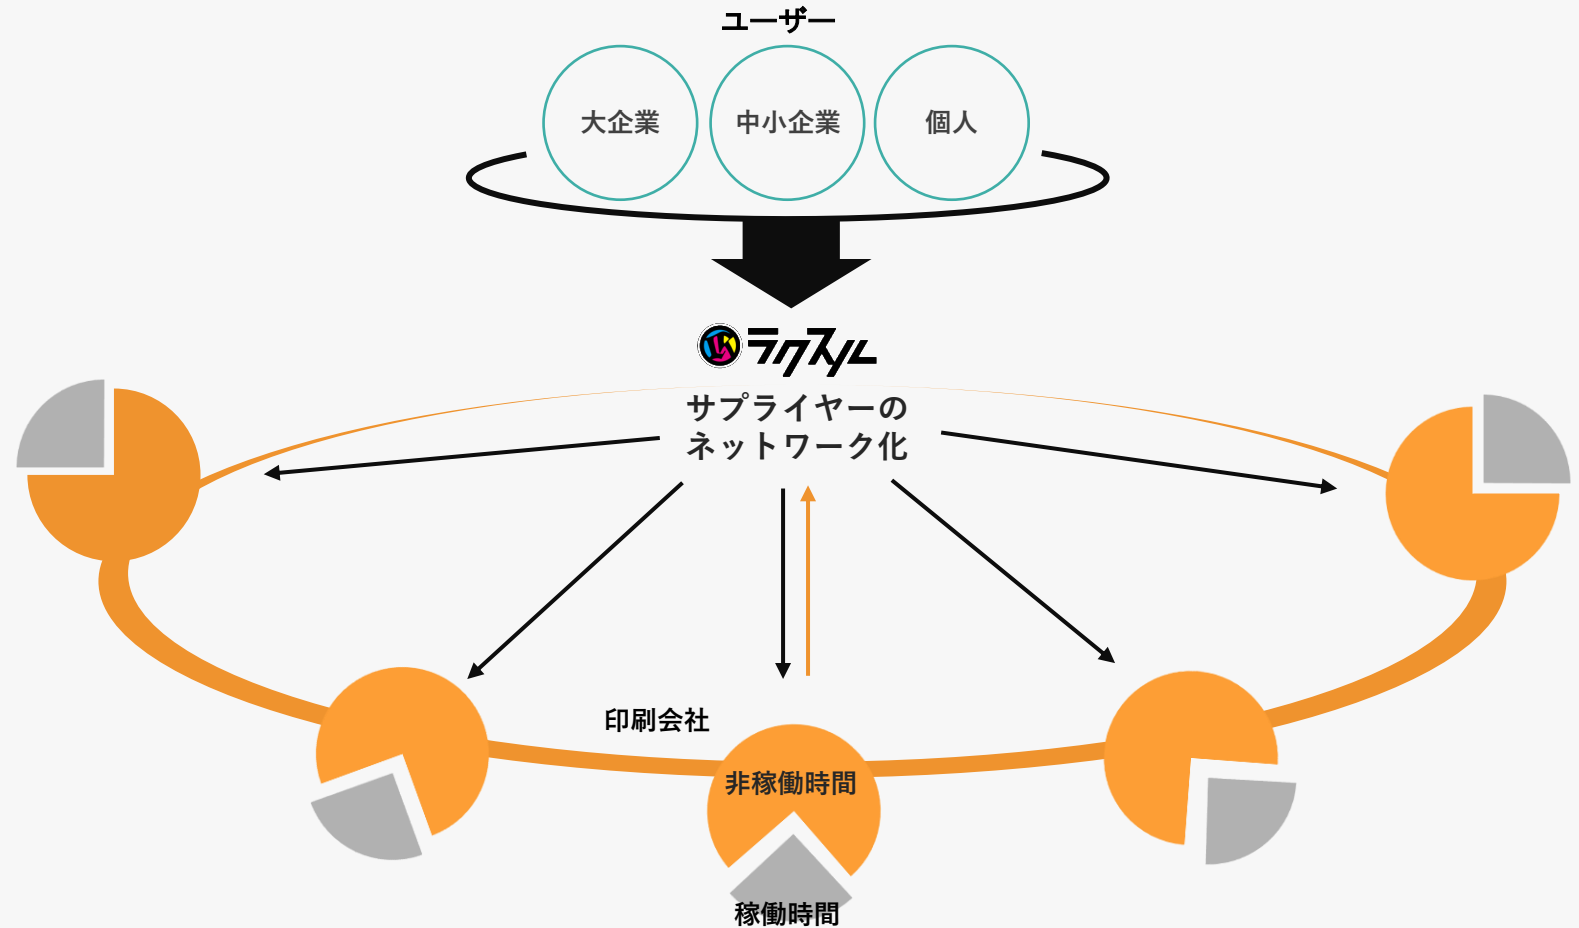 ユーザー
大企業
中小企業
個人
ラクスル
サプライヤーの
ネットワーク化
印刷会社
非稼働時間
稼働時間